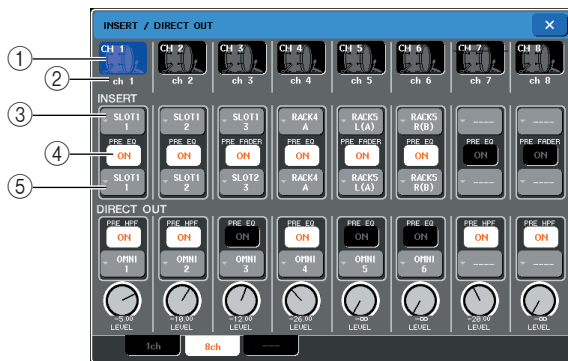 INSERT / DIRECT OUT ×
CH 1 CH 2 CH 3 CH 4 CH 5 CH 6 CH 7 CH 8
① 
② ch 1 ch 2 ch 3 ch 4 ch 5 ch 6 ch 7 ch 8
INSERT
③ SLOT1 SLOT1 SLOT1 RACK4 RACK5 RACK5 ---- ----
1 2 3 A L(A) R(B)
PRE EQ PRE EQ PRE FADER PRE EQ PRE FADER PRE EQ PRE EQ PRE FADER
④ ON ON ON ON ON ON ON ON
⑤ SLOT1 SLOT1 SLOT2 RACK4 RACK5 RACK5 ---- ----
1 2 3 A L(A) R(B)
DIRECT OUT
PRE HPF PRE HPF PRE EQ PRE HPF PRE EQ PRE EQ PRE HPF PRE HPF
ON ON ON ON ON ON ON ON
OMNI OMNI OMNI OMNI OMNI OMNI ---- ----
1 2 3 4 5 6
-5.00 -10.00 -12.00 -26.00 -∞ -∞ -20.00 -∞
LEVEL LEVEL LEVEL LEVEL LEVEL LEVEL LEVEL LEVEL
1ch 8ch ---